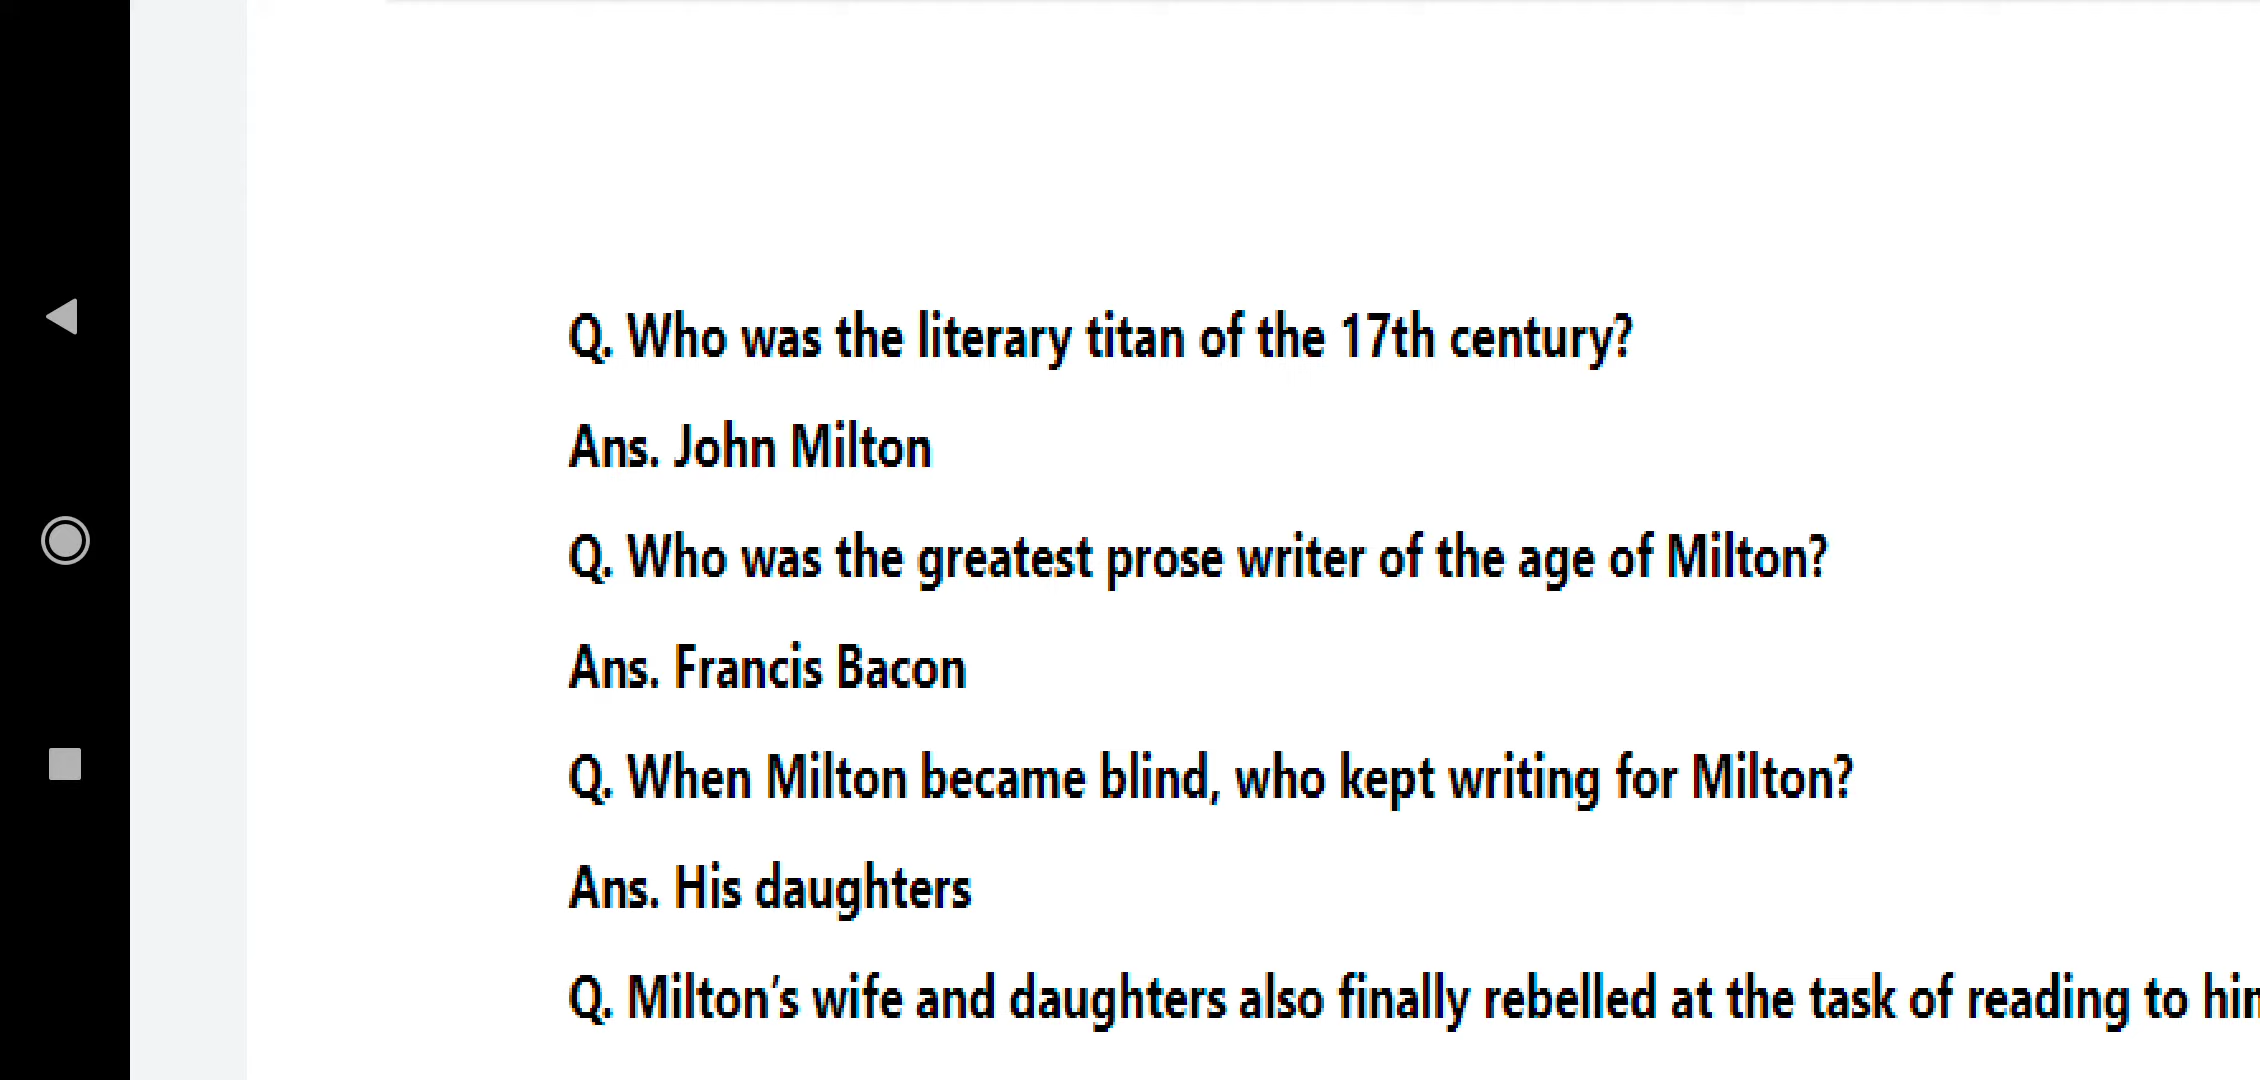 Q. Who was the literary titan of the 17th century?
Ans. John Milton
Q. Who was the greatest prose writer of the age of Milton?
Ans. Francis Bacon
Q. When Milton became blind, who kept writing for Milton?
Ans. His daughters
Q. Milton’s wife and daughters also finally rebelled at the task of reading to